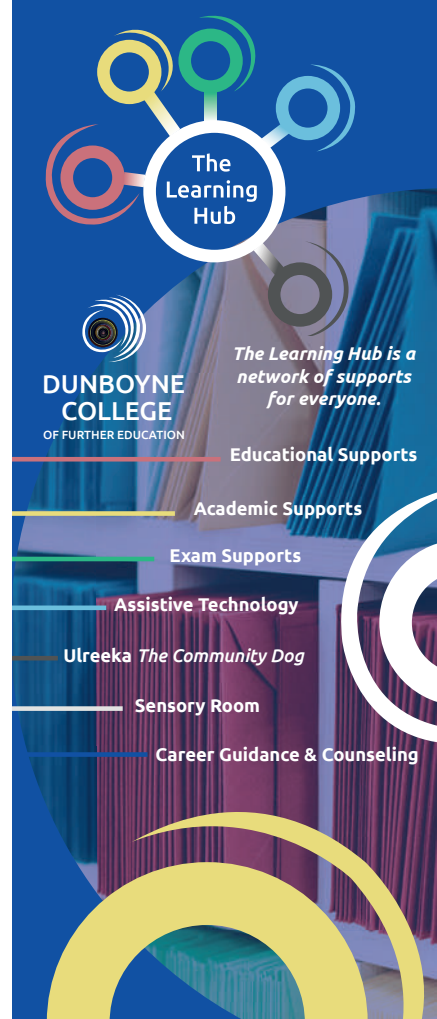 The
Learning
Hub
DUNBOYNE
COLLEGE
OF FURTHER EDUCATION
The Learning Hub is a
network of supports
for everyone.
Educational Supports
Academic Supports
Exam Supports
Assistive Technology
Ulreeka The Community Dog
Sensory Room
Career Guidance & Counseling